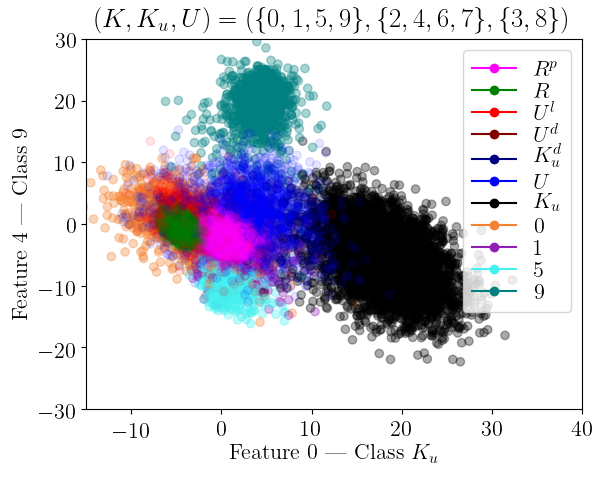 (K, K_u, U) = ({0, 1, 5, 9}, {2, 4, 6, 7}, {3, 8})
30
20
10
0
−10
−20
−30
Feature 4 — Class 9
R^p
R
U^l
U^d
K_u^d
U
K_u
0
1
5
9
−10
0
10
20
30
40
Feature 0 — Class K_u